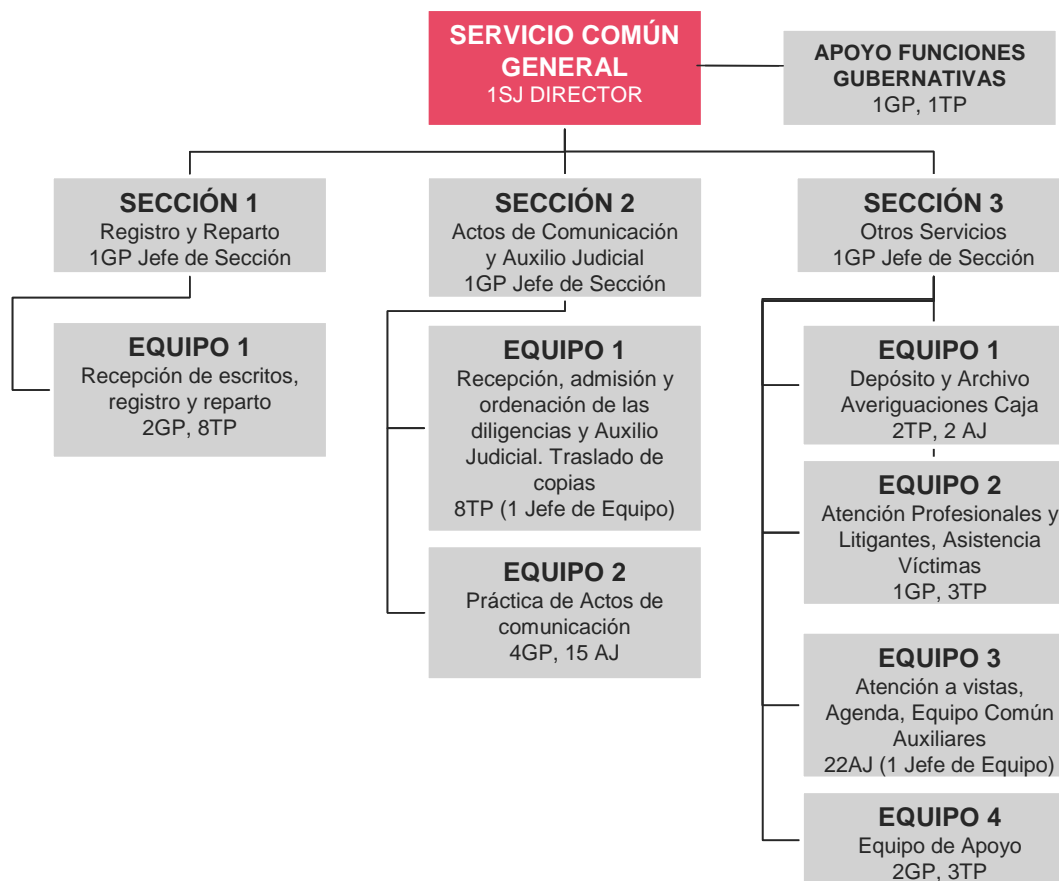 SERVICIO COMÚN
GENERAL
1SJ DIRECTOR
APOYO FUNCIONES
GUBERNATIVAS
1GP, 1TP
SECCIÓN 1
Registro y Reparto
1GP Jefe de Sección
EQUIPO 1
Recepción de escritos,
registro y reparto
2GP, 8TP
SECCIÓN 2
Actos de Comunicación
y Auxilio Judicial
1GP Jefe de Sección
EQUIPO 1
Recepción, admisión y
ordenación de las
diligencias y Auxilio
Judicial. Traslado de
copias
8TP (1 Jefe de Equipo)
EQUIPO 2
Práctica de Actos de
comunicación
4GP, 15 AJ
SECCIÓN 3
Otros Servicios
1GP Jefe de Sección
EQUIPO 1
Depósito y Archivo
Averiguaciones Caja
2TP, 2 AJ
EQUIPO 2
Atención Profesionales y
Litigantes, Asistencia
Víctimas
1GP, 3TP
EQUIPO 3
Atención a vistas,
Agenda, Equipo Común
Auxiliares
22AJ (1 Jefe de Equipo)
EQUIPO 4
Equipo de Apoyo
2GP, 3TP